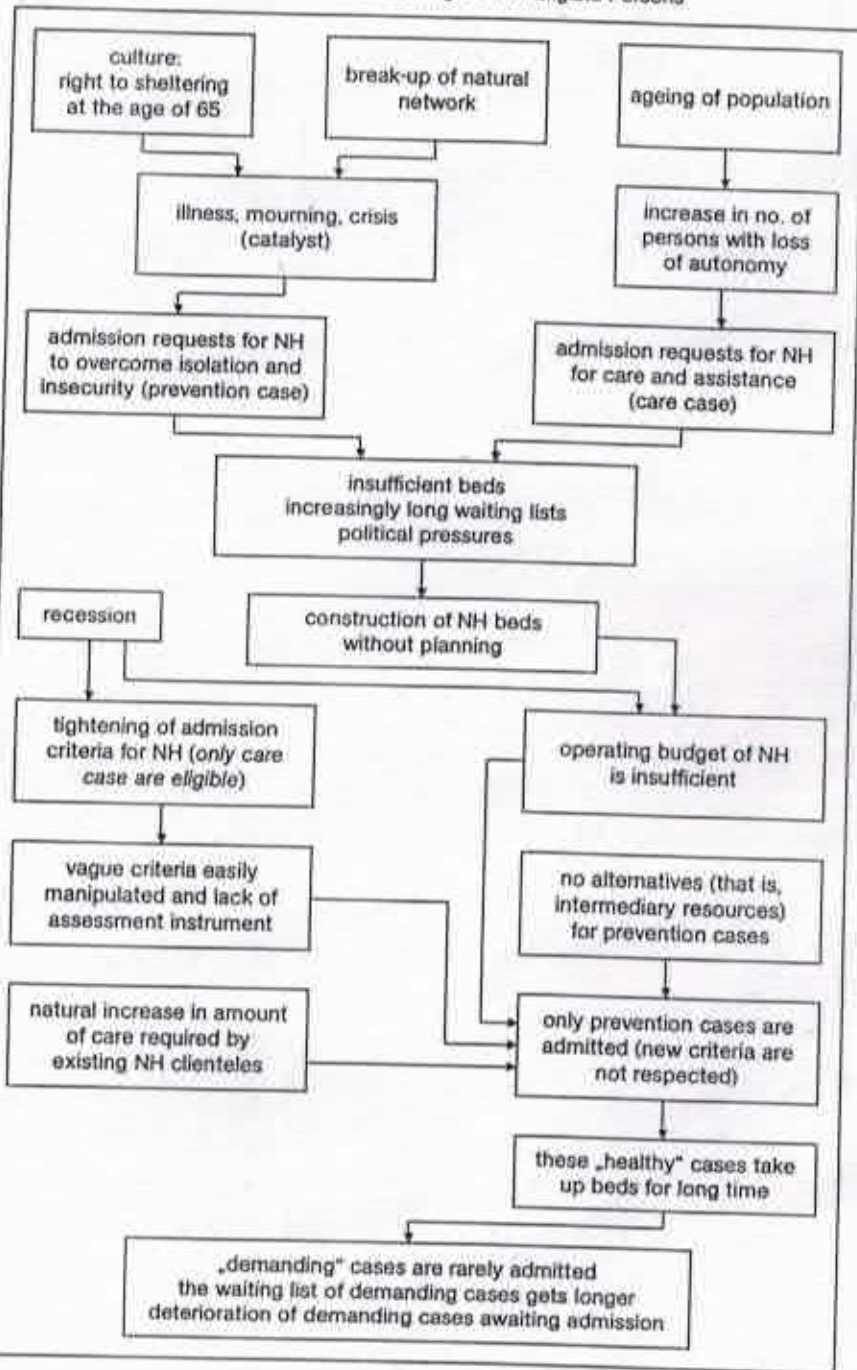 Persons
culture:
right to sheltering
at the age of 65
break-up of natural
network
ageing of population
illness, mourning, crisis
(catalyst)
increase in no. of
persons with loss
of autonomy
admission requests for NH
to overcome isolation and
insecurity (prevention case)
admission requests for NH
for care and assistance
(care case)
insufficient beds
increasingly long waiting lists
political pressures
recession
construction of NH beds
without planning
tightening of admission
criteria for NH (only care
case are eligible)
operating budget of NH
is insufficient
vague criteria easily
manipulated and lack of
assessment instrument
no alternatives (that is,
intermediary resources)
for prevention cases
natural increase in amount
of care required by
existing NH clienteles
only prevention cases are
admitted (new criteria are
not respected)
these „healthy" cases take
up beds for long time
„demanding" cases are rarely admitted
the waiting list of demanding cases gets longer
deterioration of demanding cases awaiting admission